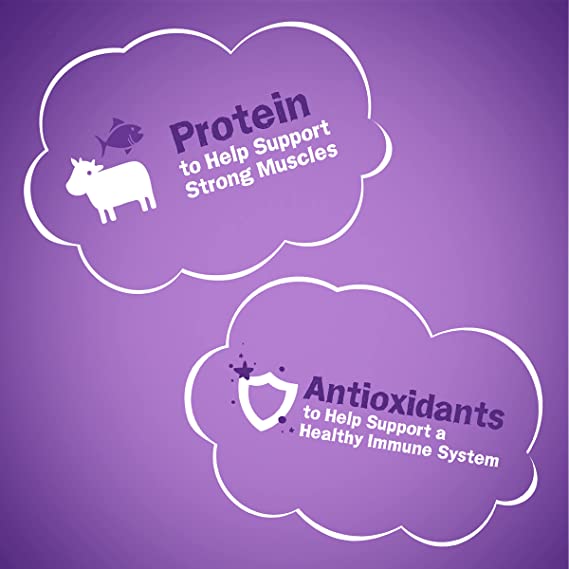 Protein
to Help Support
Strong Muscles
Antioxidants
to Help Support a
Healthy Immune System